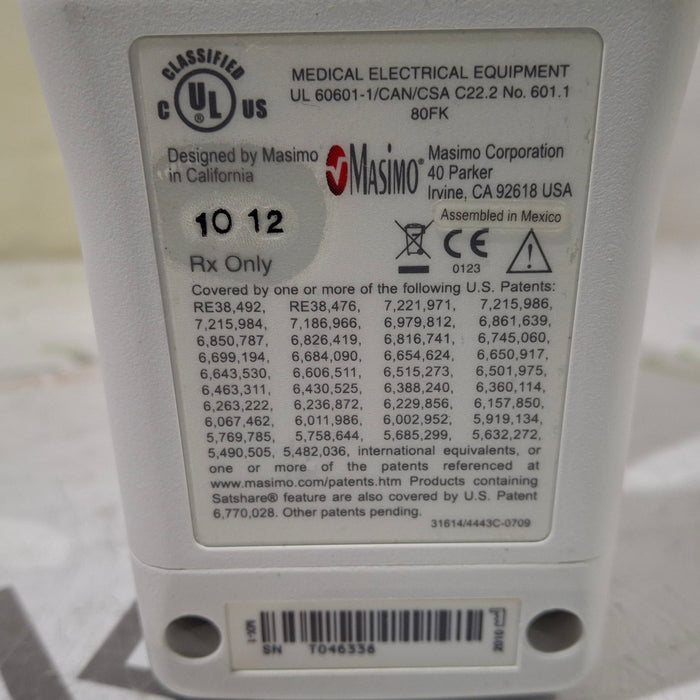 CLASSIFIED
C UL® US
MEDICAL ELECTRICAL EQUIPMENT
UL 60601-1/CAN/CSA C22.2 No. 601.1
80FK
Designed by Masimo
in California
Masimo®
Masimo Corporation
40 Parker
Irvine, CA 92618 USA
Assembled in Mexico
10 12
Rx Only
CE
0123
Covered by one or more of the following U.S. Patents:
RE38,492, RE38,476, 7,221,971, 7,215,986,
7,215,984, 7,186,966, 6,979,812, 6,861,639,
6,850,787, 6,826,419, 6,816,741, 6,745,060,
6,699,194, 6,684,090, 6,654,624, 6,650,917,
6,643,530, 6,606,511, 6,515,273, 6,501,975,
6,463,311, 6,430,525, 6,388,240, 6,360,114,
6,263,222, 6,236,872, 6,229,856, 6,157,850,
6,067,462, 6,011,986, 6,002,952, 5,919,134,
5,769,785, 5,758,644, 5,685,299, 5,632,272,
5,490,505, 5,482,036, international equivalents, or
one or more of the patents referenced at
www.masimo.com/patents.htm Products containing
Satshare® feature are also covered by U.S. Patent
6,770,028. Other patents pending.
31614/4443C-0709
MX-1
SN T046336
2010